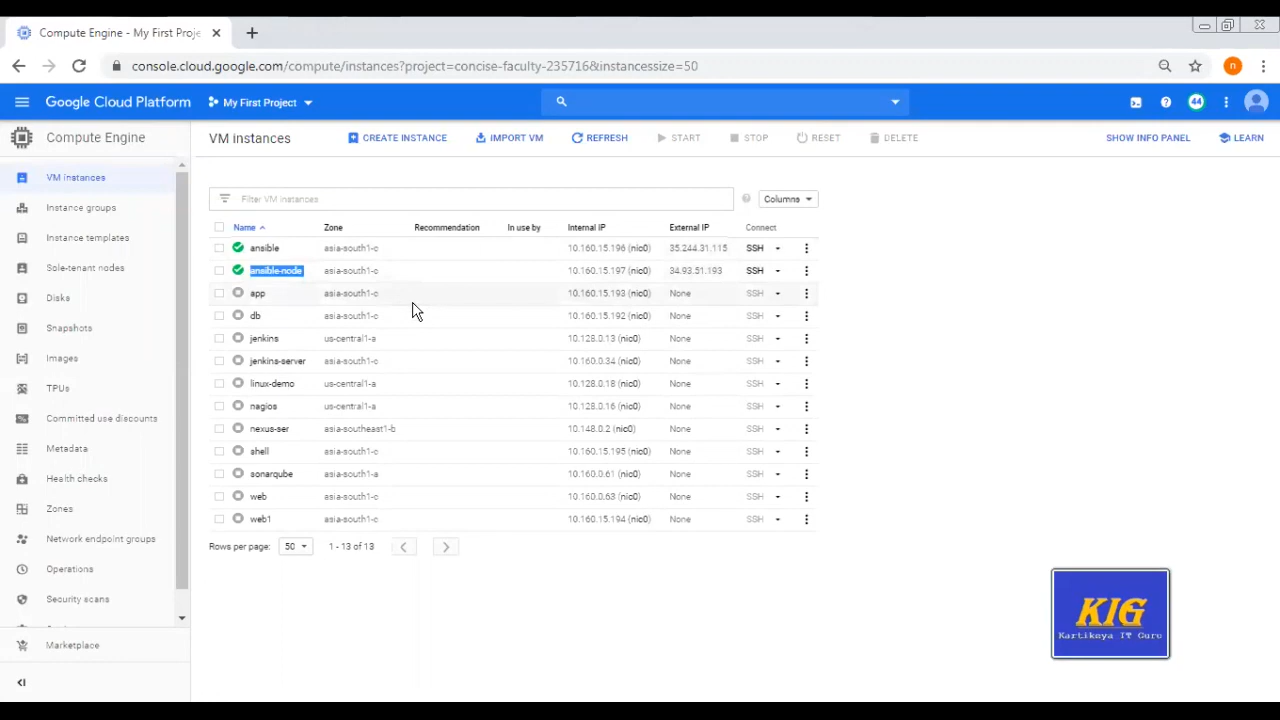 Compute Engine - My First Proje
console.cloud.google.com/compute/instances?project=concise-faculty-235716&instancessize=50
n
Google Cloud Platform My First Project 44
Compute Engine VM instances CREATE INSTANCE IMPORT VM REFRESH START STOP RESET DELETE SHOW INFO PANEL LEARN
VM instances
Instance groups
Instance templates
Sole-tenant nodes
Disks
Snapshots
Images
TPUs
Committed use discounts
Metadata
Health checks
Zones
Network endpoint groups
Operations
Security scans
Marketplace
Filter VM instances Columns
Name Zone Recommendation In use by Internal IP External IP Connect
ansible asia-south1-c 10.160.15.196 (nic0) 35.244.31.115 SSH
ansible-node asia-south1-c 10.160.15.197 (nic0) 34.93.51.193 SSH
app asia-south1-c 10.160.15.193 (nic0) None SSH
db asia-south1-c 10.160.15.192 (nic0) None SSH
jenkins us-central1-a 10.128.0.13 (nic0) None SSH
jenkins-server asia-south1-c 10.160.0.34 (nic0) None SSH
linux-demo us-central1-a 10.128.0.18 (nic0) None SSH
nagios us-central1-a 10.128.0.16 (nic0) None SSH
nexus-ser asia-southeast1-b 10.148.0.2 (nic0) None SSH
shell asia-south1-c 10.160.15.195 (nic0) None SSH
sonarqube asia-south1-a 10.160.0.61 (nic0) None SSH
web asia-south1-c 10.160.0.63 (nic0) None SSH
web1 asia-south1-c 10.160.15.194 (nic0) None SSH
Rows per page: 50 1 - 13 of 13
KIG
Kartikeya IT Guru